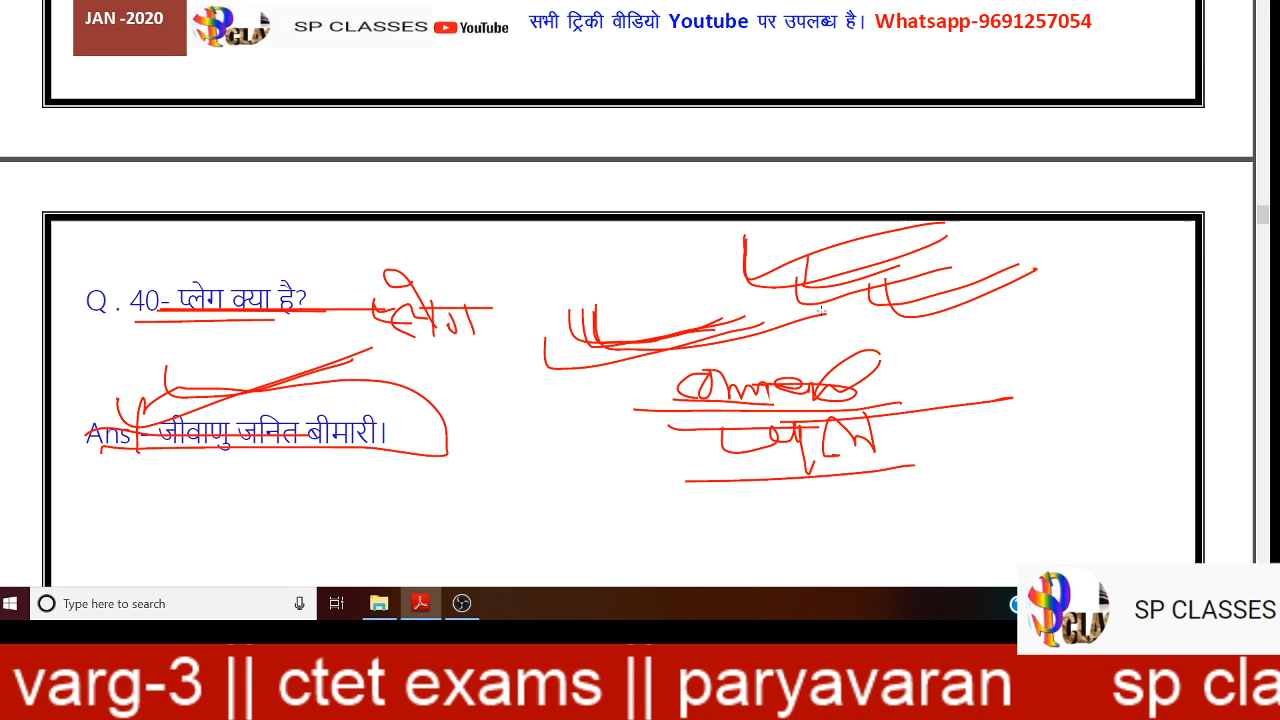 JAN -2020
SP CLASSES YouTube
सभी ट्रिकी वीडियो Youtube पर उपलब्ध है। Whatsapp-9691257054
Q . 40- प्लेग क्या है?
Ans - जीवाणु जनित बीमारी।
Type here to search
SP CLASSES
varg-3 || ctet exams || paryavaran sp cla